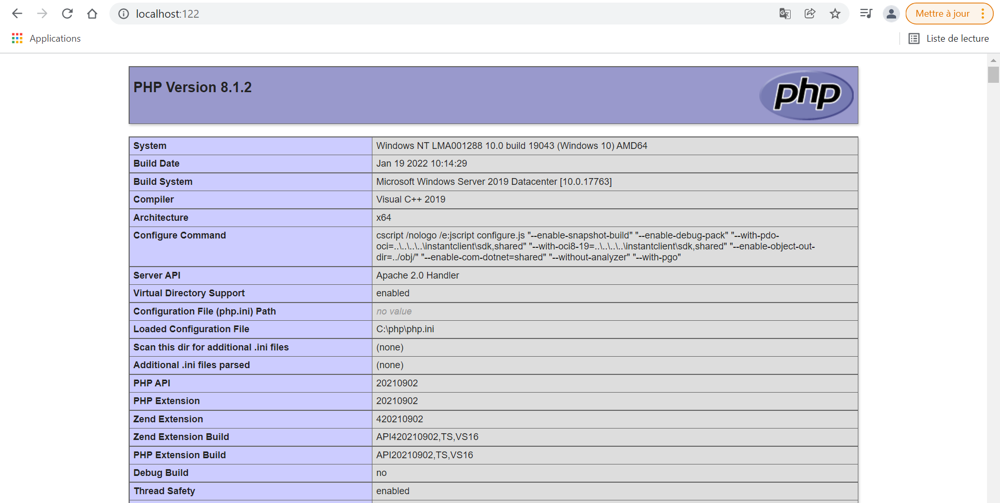 localhost:122
Mettre à jour
Applications
Liste de lecture
PHP Version 8.1.2
php
System
Windows NT LMA001288 10.0 build 19043 (Windows 10) AMD64
Build Date
Jan 19 2022 10:14:29
Build System
Microsoft Windows Server 2019 Datacenter [10.0.17763]
Compiler
Visual C++ 2019
Architecture
x64
Configure Command
cscript /nologo /e:jscript configure.js "--enable-snapshot-build" "--enable-debug-pack" "--with-pdo-
oci=..\..\..\..\instantclient\sdk,shared" "--with-oci8-19=..\..\..\..\instantclient\sdk,shared" "--enable-object-out-
dir=../obj/" "--enable-com-dotnet=shared" "--without-analyzer" "--with-pgo"
Server API
Apache 2.0 Handler
Virtual Directory Support
enabled
Configuration File (php.ini) Path
no value
Loaded Configuration File
C:\php\php.ini
Scan this dir for additional .ini files
(none)
Additional .ini files parsed
(none)
PHP API
20210902
PHP Extension
20210902
Zend Extension
420210902
Zend Extension Build
API420210902,TS,VS16
PHP Extension Build
API20210902,TS,VS16
Debug Build
no
Thread Safety
enabled